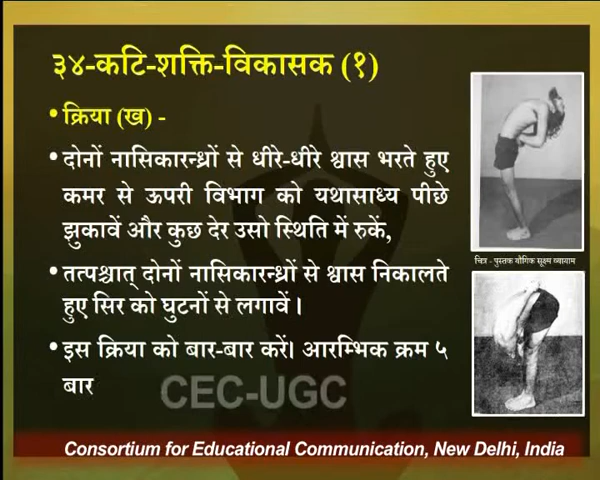 ३४-कटि-शक्ति-विकासक (१)
• क्रिया (ख) -
• दोनों नासिकारन्ध्रों से धीरे-धीरे श्वास भरते हुए
कमर से ऊपरी विभाग को यथासाध्य पीछे
झुकावें और कुछ देर उसो स्थिति में रुकें,
• तत्पश्चात् दोनों नासिकारन्ध्रों से श्वास निकालते
हुए सिर को घुटनों से लगावें ।
• इस क्रिया को बार-बार करें। आरम्भिक क्रम ५
बार
चित्र - पुस्तक यौगिक सूक्ष्म व्यायाम
CEC-UGC
Consortium for Educational Communication, New Delhi, India